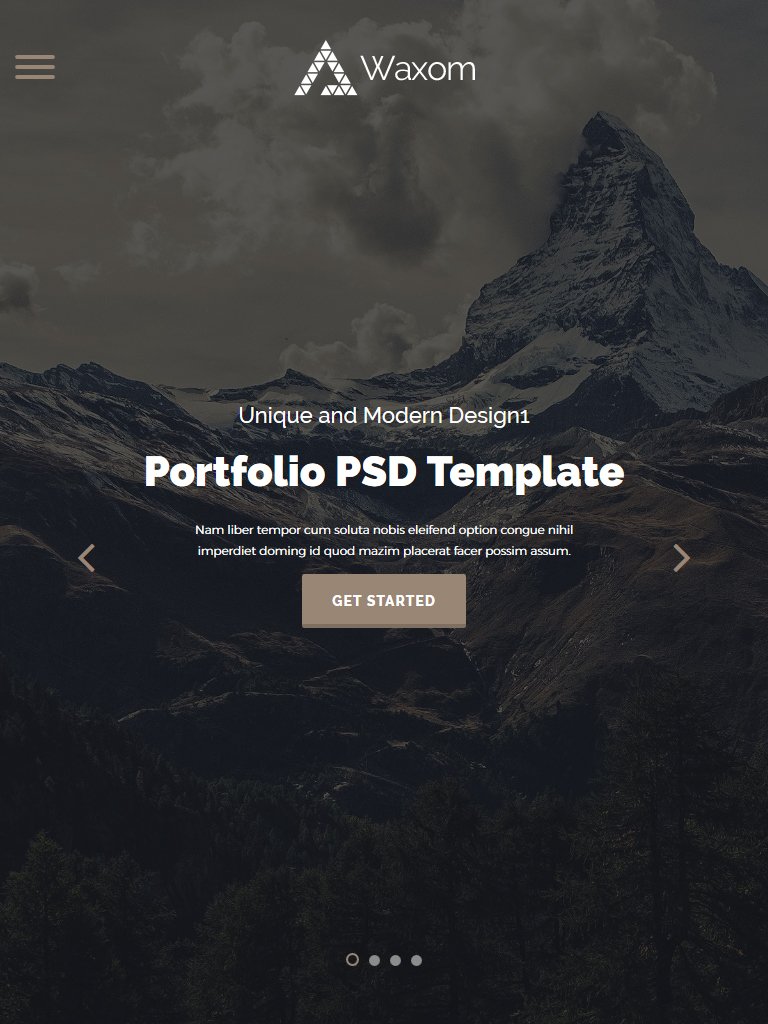 Waxom
Unique and Modern Design1
Portfolio PSD Template
Nam liber tempor cum soluta nobis eleifend option congue nihil
imperdiet doming id quod mazim placerat facer possim assum.
GET STARTED